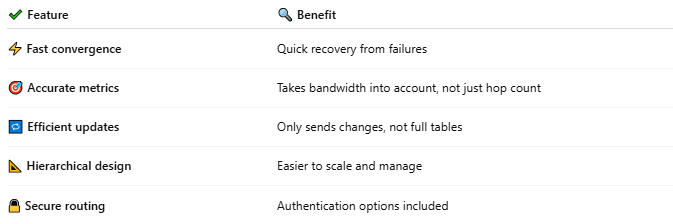 ✔ Feature 🔍 Benefit
⚡ Fast convergence Quick recovery from failures
🎯 Accurate metrics Takes bandwidth into account, not just hop count
🔁 Efficient updates Only sends changes, not full tables
📐 Hierarchical design Easier to scale and manage
🔒 Secure routing Authentication options included